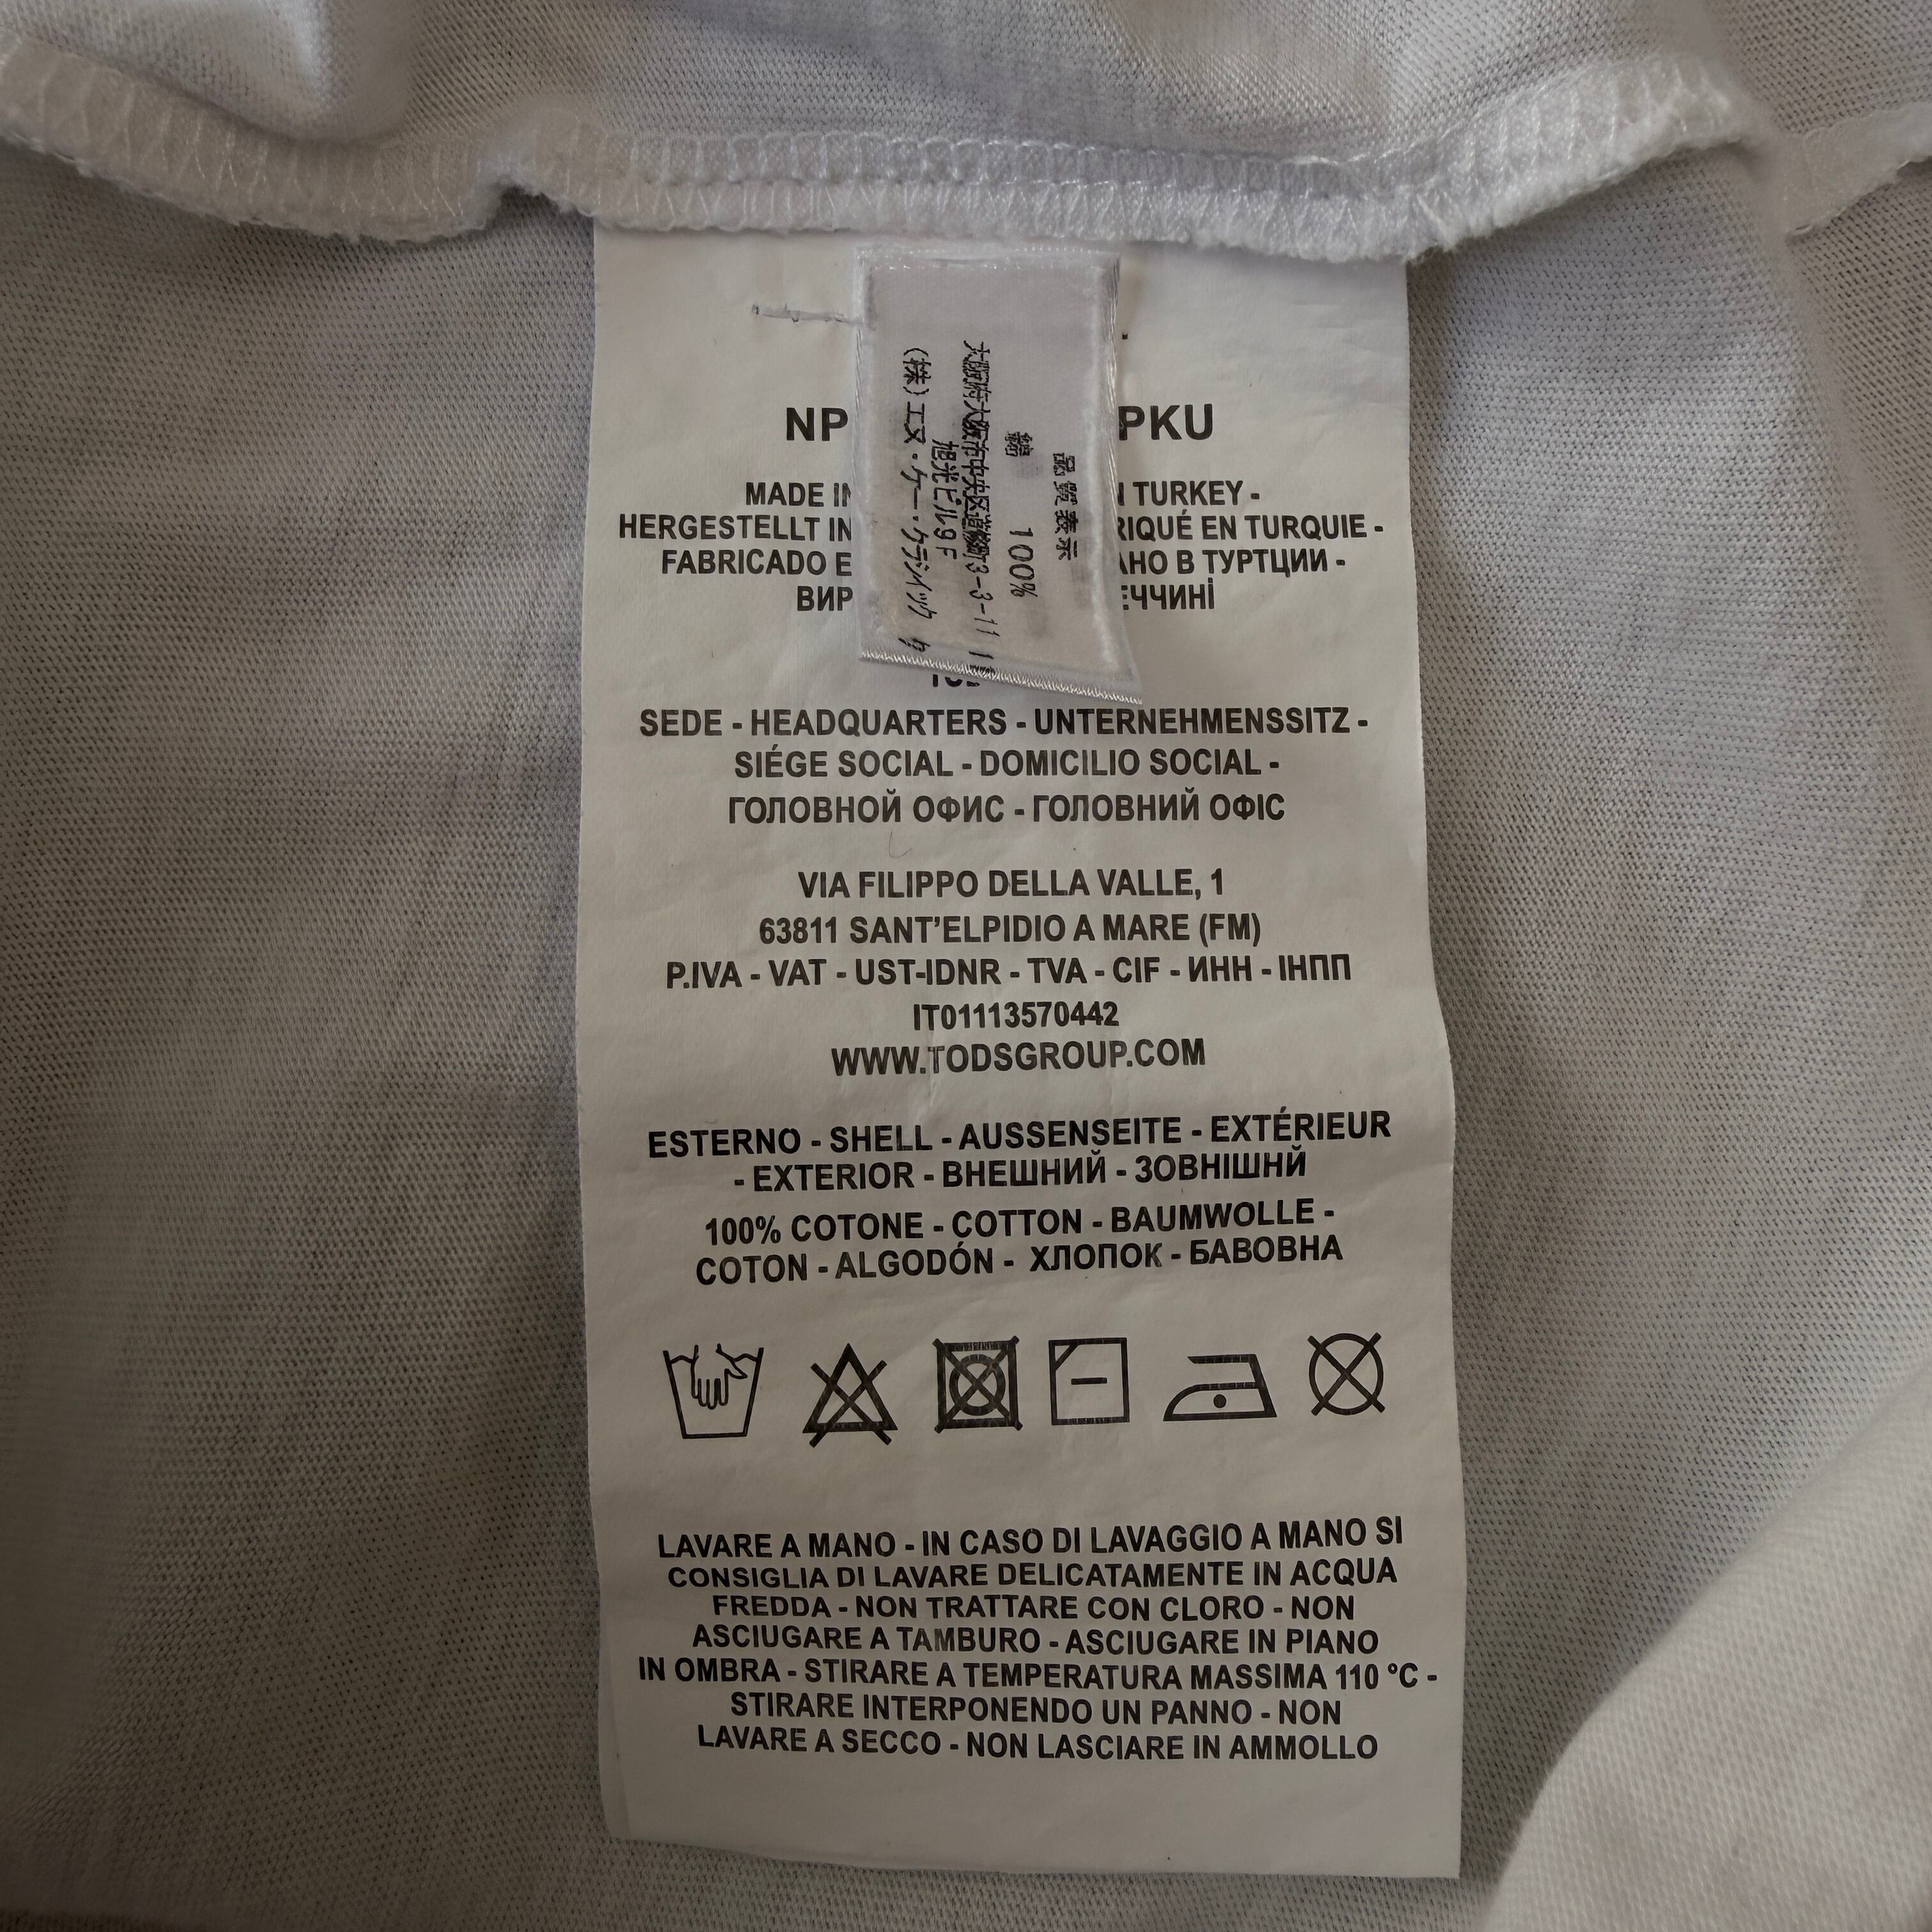 NP
PKU
MADE IN
N TURKEY -
HERGESTELLT IN
RIQUÉ EN TURQUIE -
FABRICADO E
АНО В ТУРТЦИИ -
ВИР
ЕЧЧИНІ
品質表示
綿 100%
大阪府大阪市中央区道修町3-3-11
旭光ビル9F
(株)エヌ・ケー・クラシック
SEDE - HEADQUARTERS - UNTERNEHMENSSITZ -
SIÉGE SOCIAL - DOMICILIO SOCIAL -
ГОЛОВНОЙ ОФИС - ГОЛОВНИЙ ОФІС
VIA FILIPPO DELLA VALLE, 1
63811 SANT'ELPIDIO A MARE (FM)
P.IVA - VAT - UST-IDNR - TVA - CIF - ИНН - ІНПП
IT01113570442
WWW.TODSGROUP.COM
ESTERNO - SHELL - AUSSENSEITE - EXTÉRIEUR
- EXTERIOR - ВНЕШНИЙ - ЗОВНІШНЙ
100% COTONE - COTTON - BAUMWOLLE -
COTON - ALGODÓN - ХЛОПОК - БАВОВНА
LAVARE A MANO - IN CASO DI LAVAGGIO A MANO SI
CONSIGLIA DI LAVARE DELICATAMENTE IN ACQUA
FREDDA - NON TRATTARE CON CLORO - NON
ASCIUGARE A TAMBURO - ASCIUGARE IN PIANO
IN OMBRA - STIRARE A TEMPERATURA MASSIMA 110 °C -
STIRARE INTERPONENDO UN PANNO - NON
LAVARE A SECCO - NON LASCIARE IN AMMOLLO